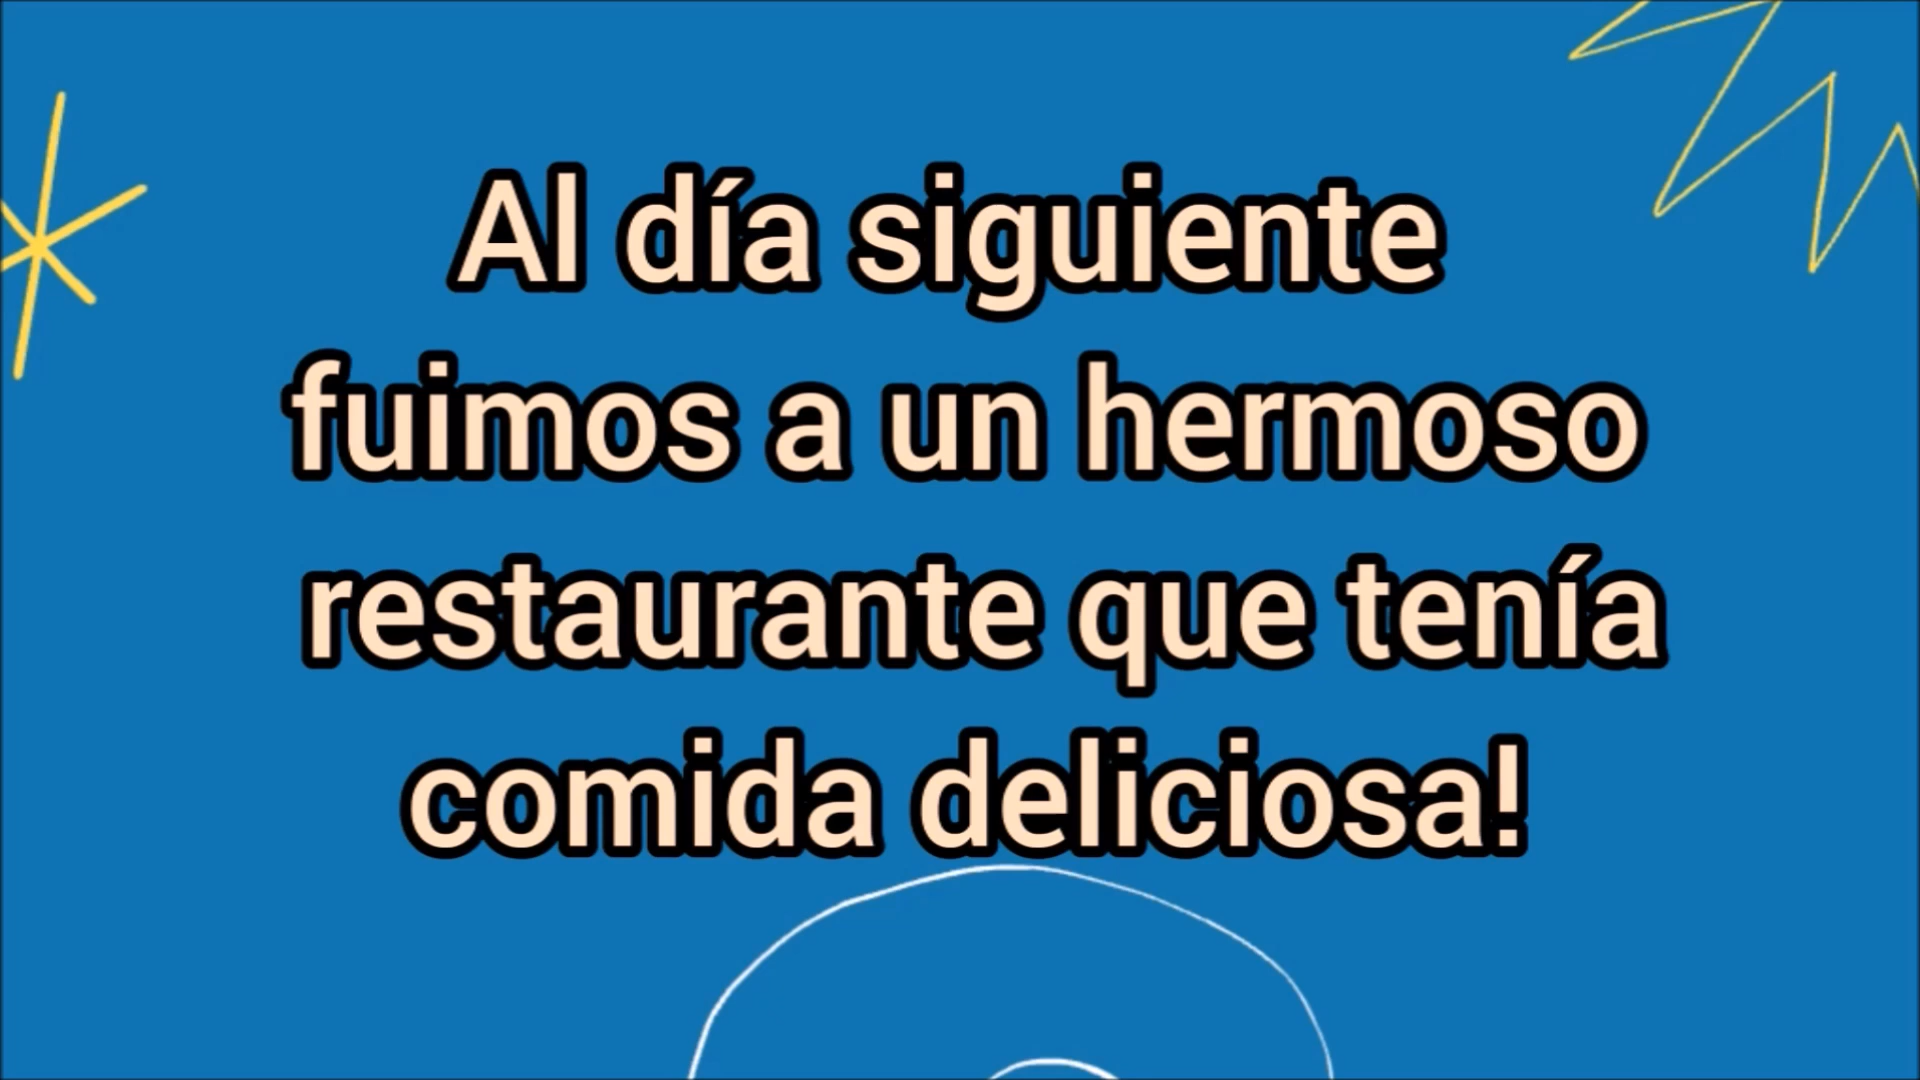 Al día siguiente
fuimos a un hermoso
restaurante que tenía
comida deliciosa!